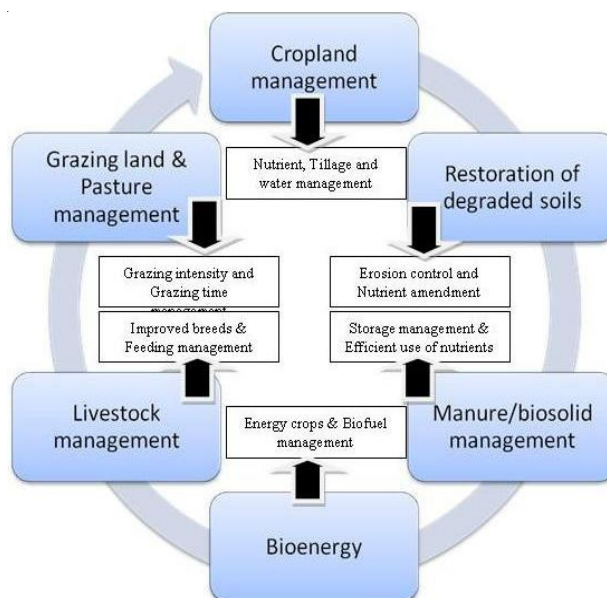 Cropland
management
Nutrient, Tillage and
water management
Restoration of
degraded soils
Erosion control and
Nutrient amendment
Storage management &
Efficient use of nutrients
Manure/biosolid
management
Energy crops & Biofuel
management
Bioenergy
Livestock
management
Improved breeds &
Feeding management
Grazing intensity and
Grazing time
management
Grazing land &
Pasture
management